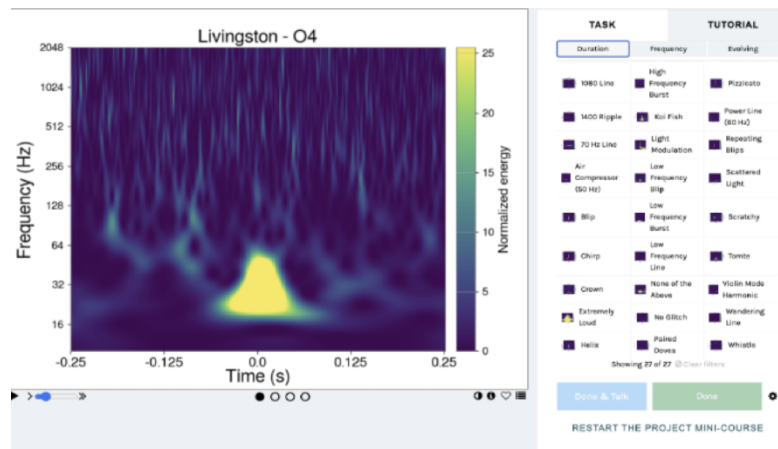 Livingston - O4
2048
1024
512
256
128
64
32
16
Frequency (Hz)
-0.25
-0.125
0.0
0.125
0.25
Time (s)
25
20
15
10
5
0
Normalized energy
TASK
TUTORIAL
Duration
Frequency
Evolving
1080 Line
High
Frequency
Burst
Pizzicato
1400 Ripple
Koi Fish
Power Line
(60 Hz)
70 Hz Line
Light
Modulation
Repeating
Blips
Air
Compressor
(50 Hz)
Low
Frequency
Blip
Scattered
Light
Blip
Low
Frequency
Burst
Scratchy
Chirp
Low
Frequency
Line
Tomte
Crown
None of the
Above
Violin Mode
Harmonic
Extremely
Loud
No Glitch
Wandering
Line
Helix
Paired
Doves
Whistle
Showing 27 of 27
Clear filters
Done & Talk
Done
RESTART THE PROJECT MINI-COURSE